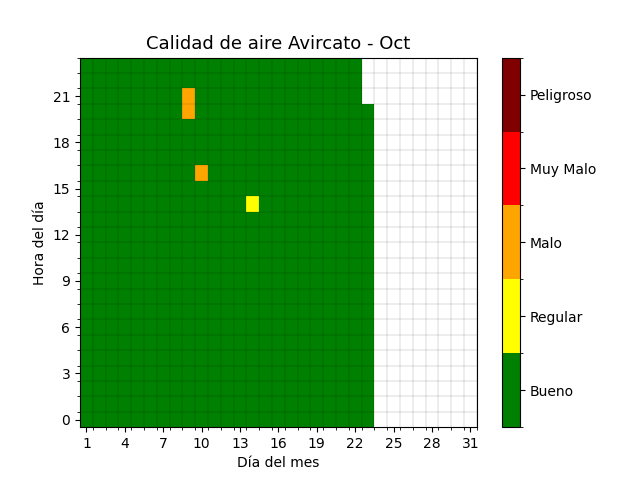 Calidad de aire Avircato - Oct
Hora del día
21
18
15
12
9
6
3
0
1 4 7 10 13 16 19 22 25 28 31
Día del mes
Peligroso
Muy Malo
Malo
Regular
Bueno